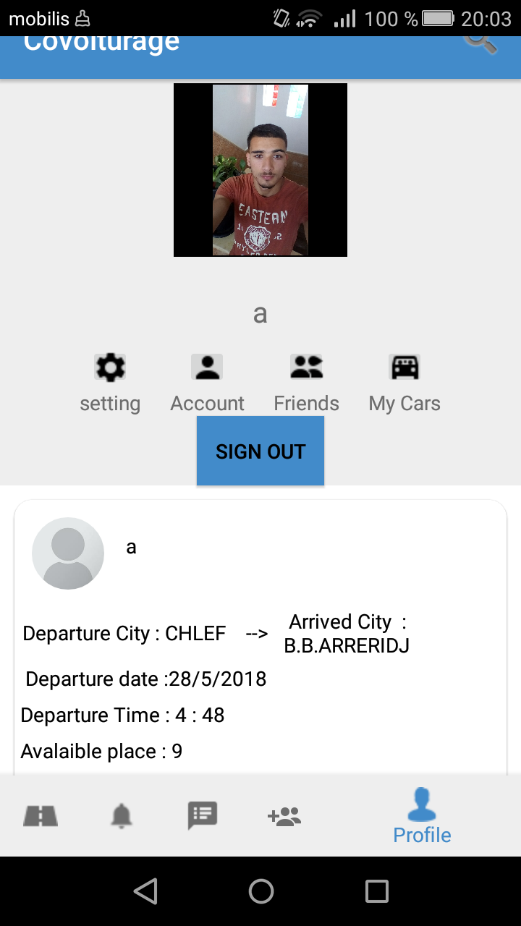 mobilis
100 %
20:03
Covoiturage
EASTERN
a
setting Account Friends My Cars
SIGN OUT
a
Departure City : CHLEF --> Arrived City :
B.B.ARRERIDJ
Departure date :28/5/2018
Departure Time : 4 : 48
Avalaible place : 9
Profile